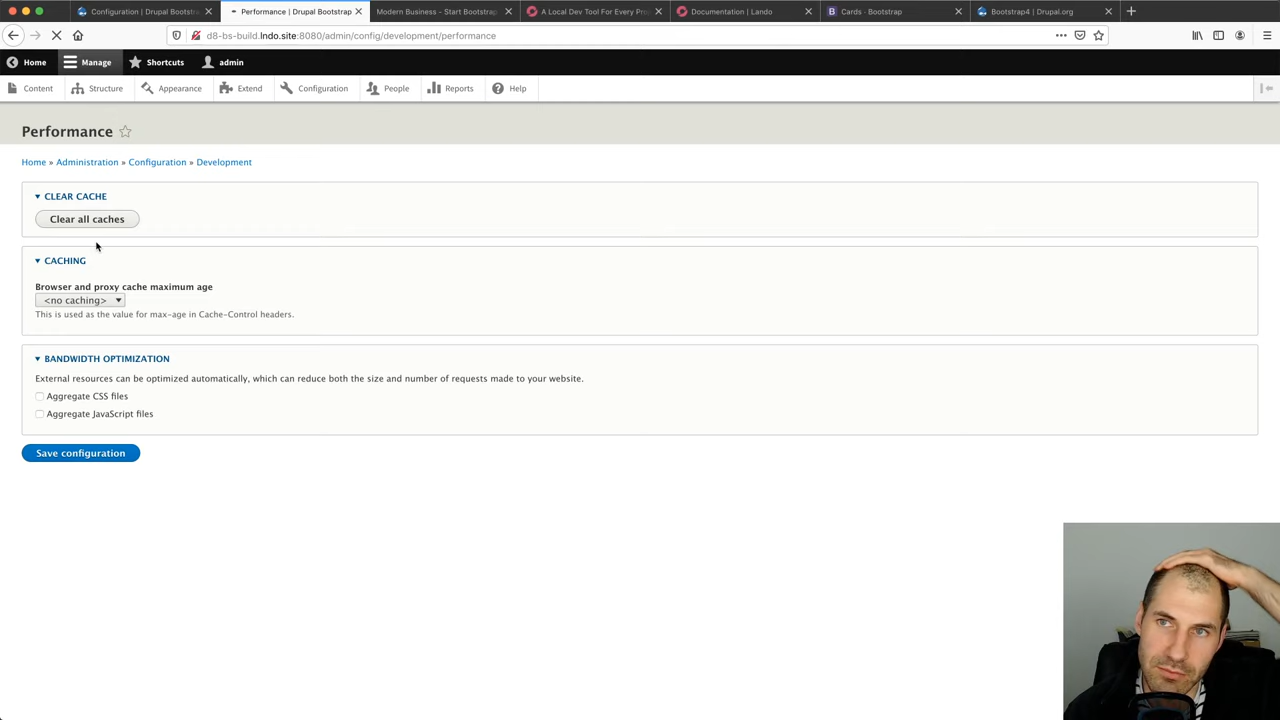 Configuration | Drupal Bootstr
Performance | Drupal Bootstrap
Modern Business - Start Bootstrap
A Local Dev Tool For Every Pro
Documentation | Lando
Cards · Bootstrap
Bootstrap4 | Drupal.org
d8-bs-build.lndo.site:8080/admin/config/development/performance
Home
Manage
Shortcuts
admin
Content
Structure
Appearance
Extend
Configuration
People
Reports
Help
Performance
Home » Administration » Configuration » Development
CLEAR CACHE
Clear all caches
CACHING
Browser and proxy cache maximum age
<no caching>
This is used as the value for max-age in Cache-Control headers.
BANDWIDTH OPTIMIZATION
External resources can be optimized automatically, which can reduce both the size and number of requests made to your website.
Aggregate CSS files
Aggregate JavaScript files
Save configuration